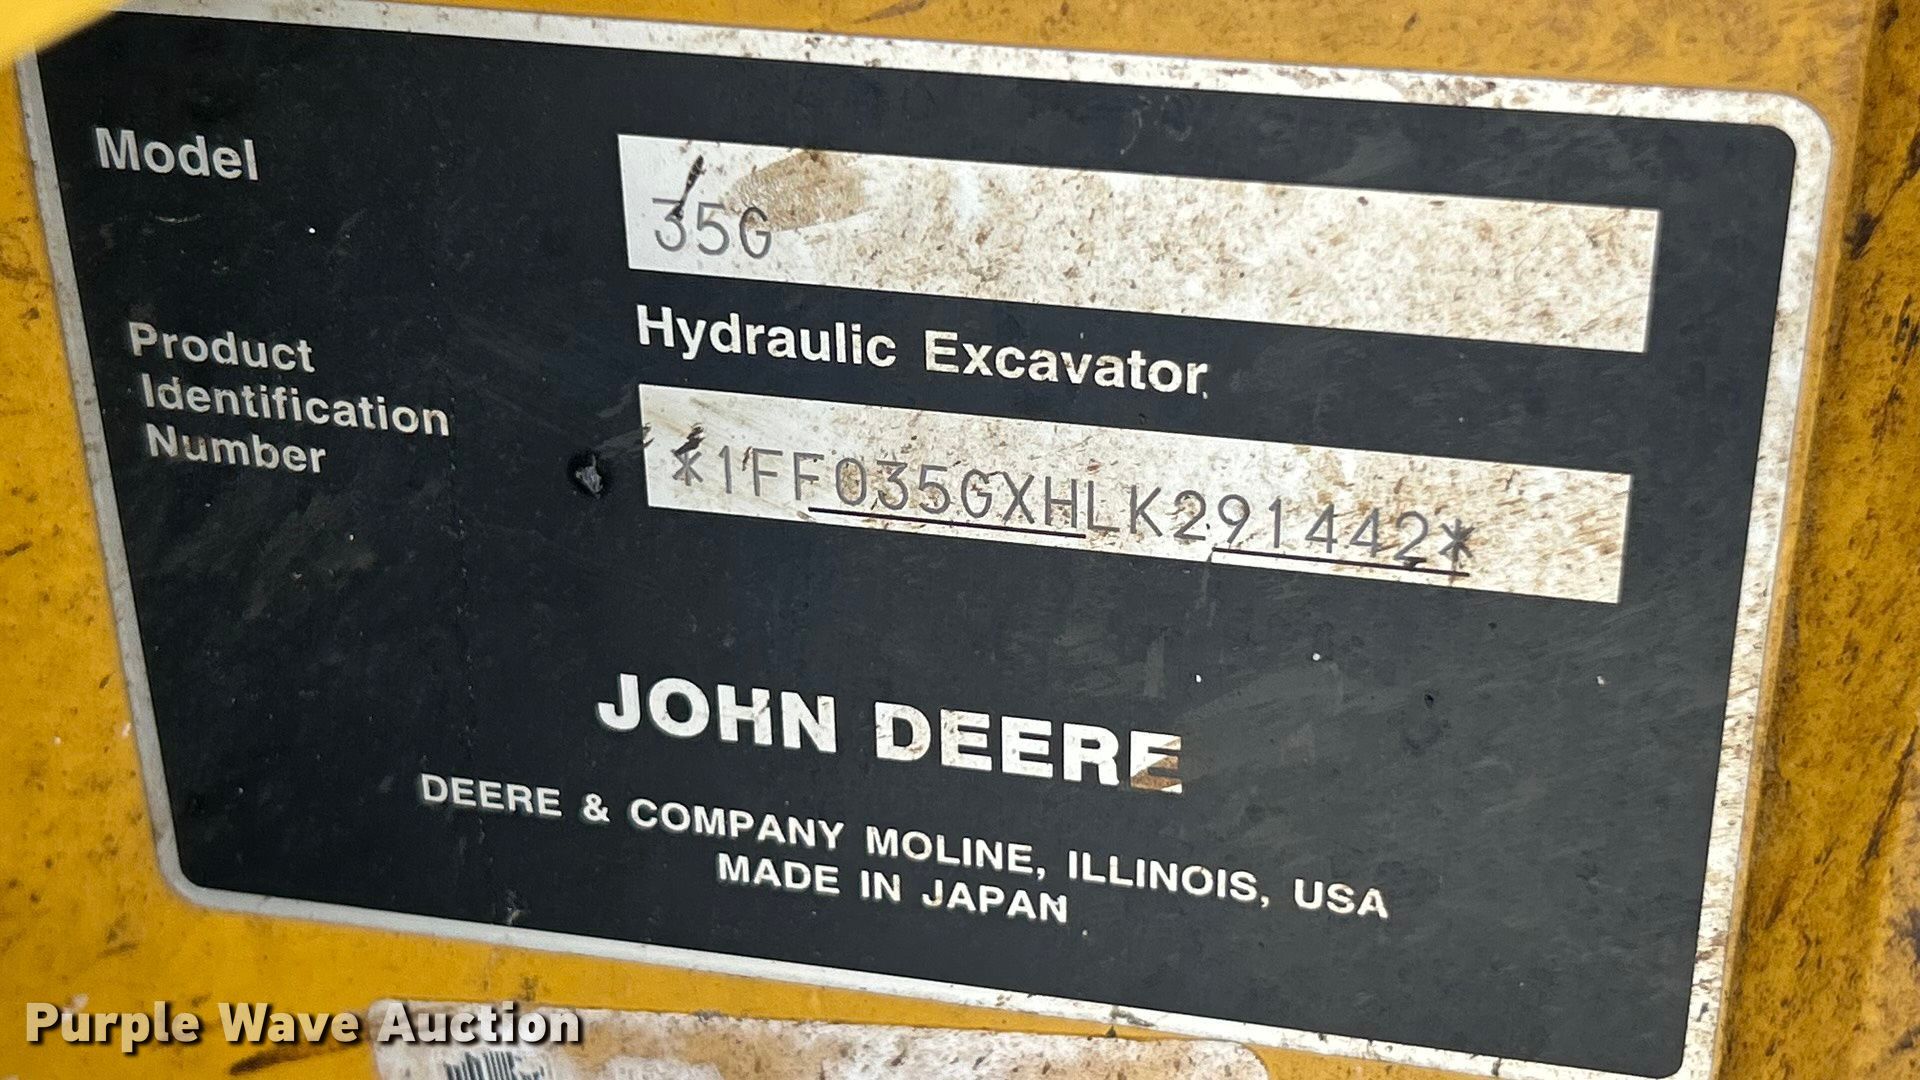 Model
35G
Hydraulic Excavator
Product
Identification
Number
*1FF035GXHLK291442*
JOHN DEERE
DEERE & COMPANY MOLINE, ILLINOIS, USA
MADE IN JAPAN
Purple Wave Auction